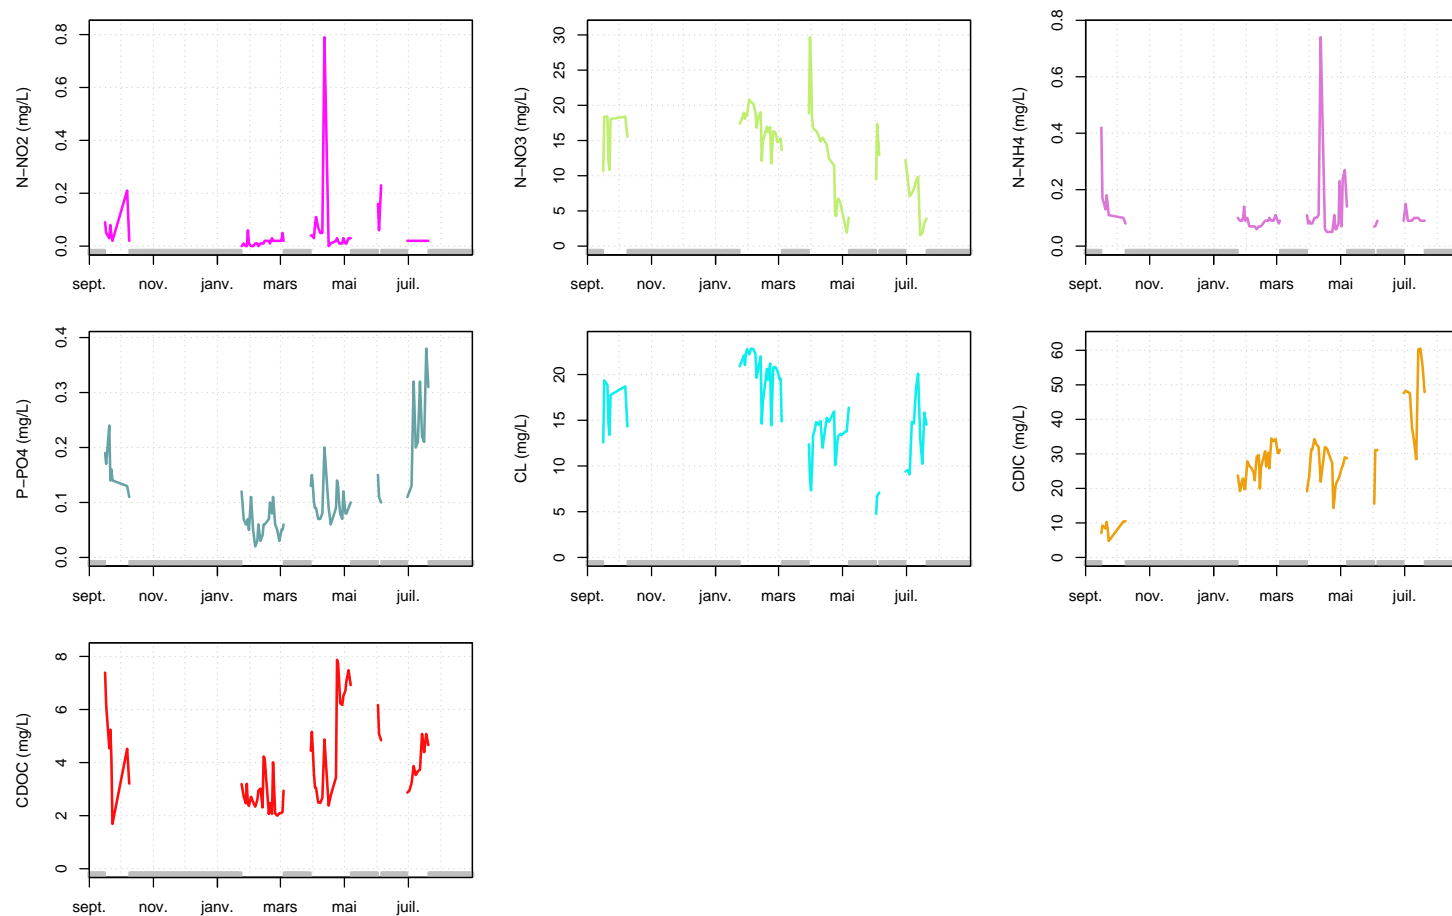 N−NO2 (mg/L)
0.0 0.2 0.4 0.6 0.8
sept. nov. janv. mars mai juil.
N−NO3 (mg/L)
0 5 10 15 20 25 30
sept. nov. janv. mars mai juil.
N−NH4 (mg/L)
0.0 0.2 0.4 0.6 0.8
sept. nov. janv. mars mai juil.
P−PO4 (mg/L)
0.0 0.1 0.2 0.3 0.4
sept. nov. janv. mars mai juil.
CL (mg/L)
0 5 10 15 20
sept. nov. janv. mars mai juil.
CDIC (mg/L)
0 10 20 30 40 50 60
sept. nov. janv. mars mai juil.
CDOC (mg/L)
0 2 4 6 8
sept. nov. janv. mars mai juil.